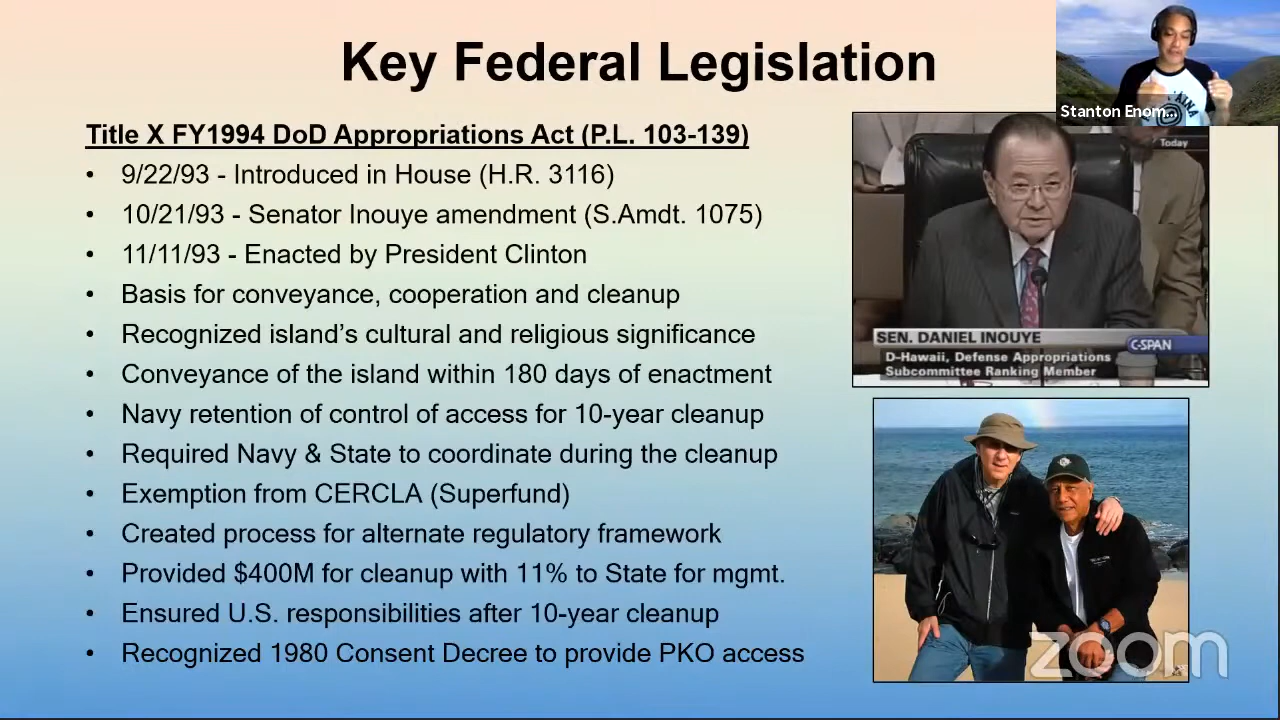 Key Federal Legislation
Stanton Enom...
Title X FY1994 DoD Appropriations Act (P.L. 103-139)
• 9/22/93 - Introduced in House (H.R. 3116)
• 10/21/93 - Senator Inouye amendment (S.Amdt. 1075)
• 11/11/93 - Enacted by President Clinton
• Basis for conveyance, cooperation and cleanup
• Recognized island’s cultural and religious significance
• Conveyance of the island within 180 days of enactment
• Navy retention of control of access for 10-year cleanup
• Required Navy & State to coordinate during the cleanup
• Exemption from CERCLA (Superfund)
• Created process for alternate regulatory framework
• Provided $400M for cleanup with 11% to State for mgmt.
• Ensured U.S. responsibilities after 10-year cleanup
• Recognized 1980 Consent Decree to provide PKO access
Today
SEN. DANIEL INOUYE
C-SPAN
D-Hawaii, Defense Appropriations
Subcommittee Ranking Member
zoom